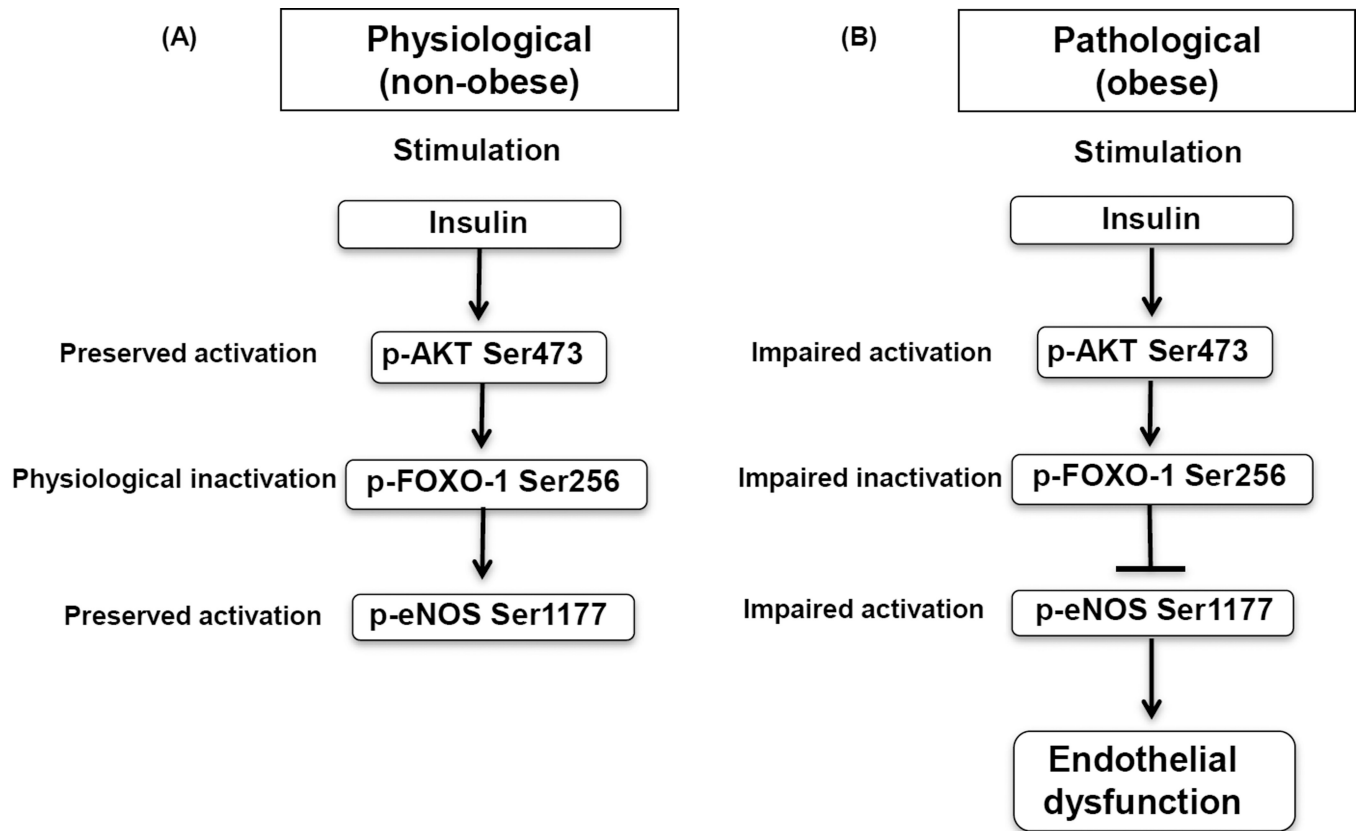 (A)
Physiological
(non-obese)
Stimulation
Insulin
Preserved activation
p-AKT Ser473
Physiological inactivation
p-FOXO-1 Ser256
Preserved activation
p-eNOS Ser1177
(B)
Pathological
(obese)
Stimulation
Insulin
Impaired activation
p-AKT Ser473
Impaired inactivation
p-FOXO-1 Ser256
Impaired activation
p-eNOS Ser1177
Endothelial
dysfunction